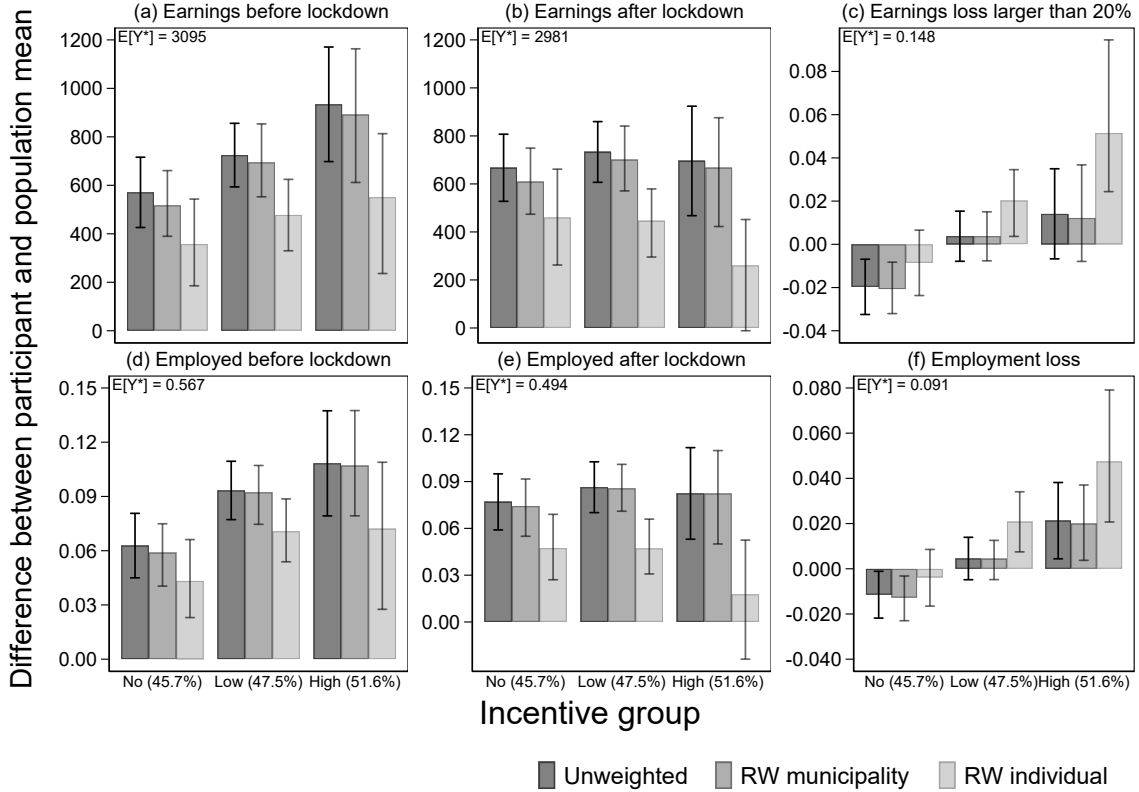 (a) Earnings before lockdown
(b) Earnings after lockdown
(c) Earnings loss larger than 20%
E[Y*] = 3095
E[Y*] = 2981
E[Y*] = 0.148
1200
1000
800
600
400
200
0
1200
1000
800
600
400
200
0
0.08
0.06
0.04
0.02
0.00
-0.02
-0.04
(d) Employed before lockdown
(e) Employed after lockdown
(f) Employment loss
E[Y*] = 0.567
E[Y*] = 0.494
E[Y*] = 0.091
0.15
0.12
0.09
0.06
0.03
0.00
0.15
0.12
0.09
0.06
0.03
0.00
0.080
0.060
0.040
0.020
0.000
-0.020
-0.040
No (45.7%) Low (47.5%) High (51.6%)
No (45.7%) Low (47.5%) High (51.6%)
No (45.7%) Low (47.5%)High (51.6%)
Difference between participant and population mean
Incentive group
Unweighted RW municipality RW individual